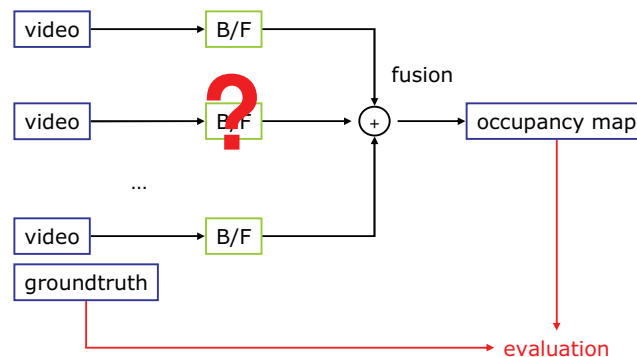 video B/F
fusion
video B/F ? + occupancy map
...
video B/F
groundtruth
evaluation